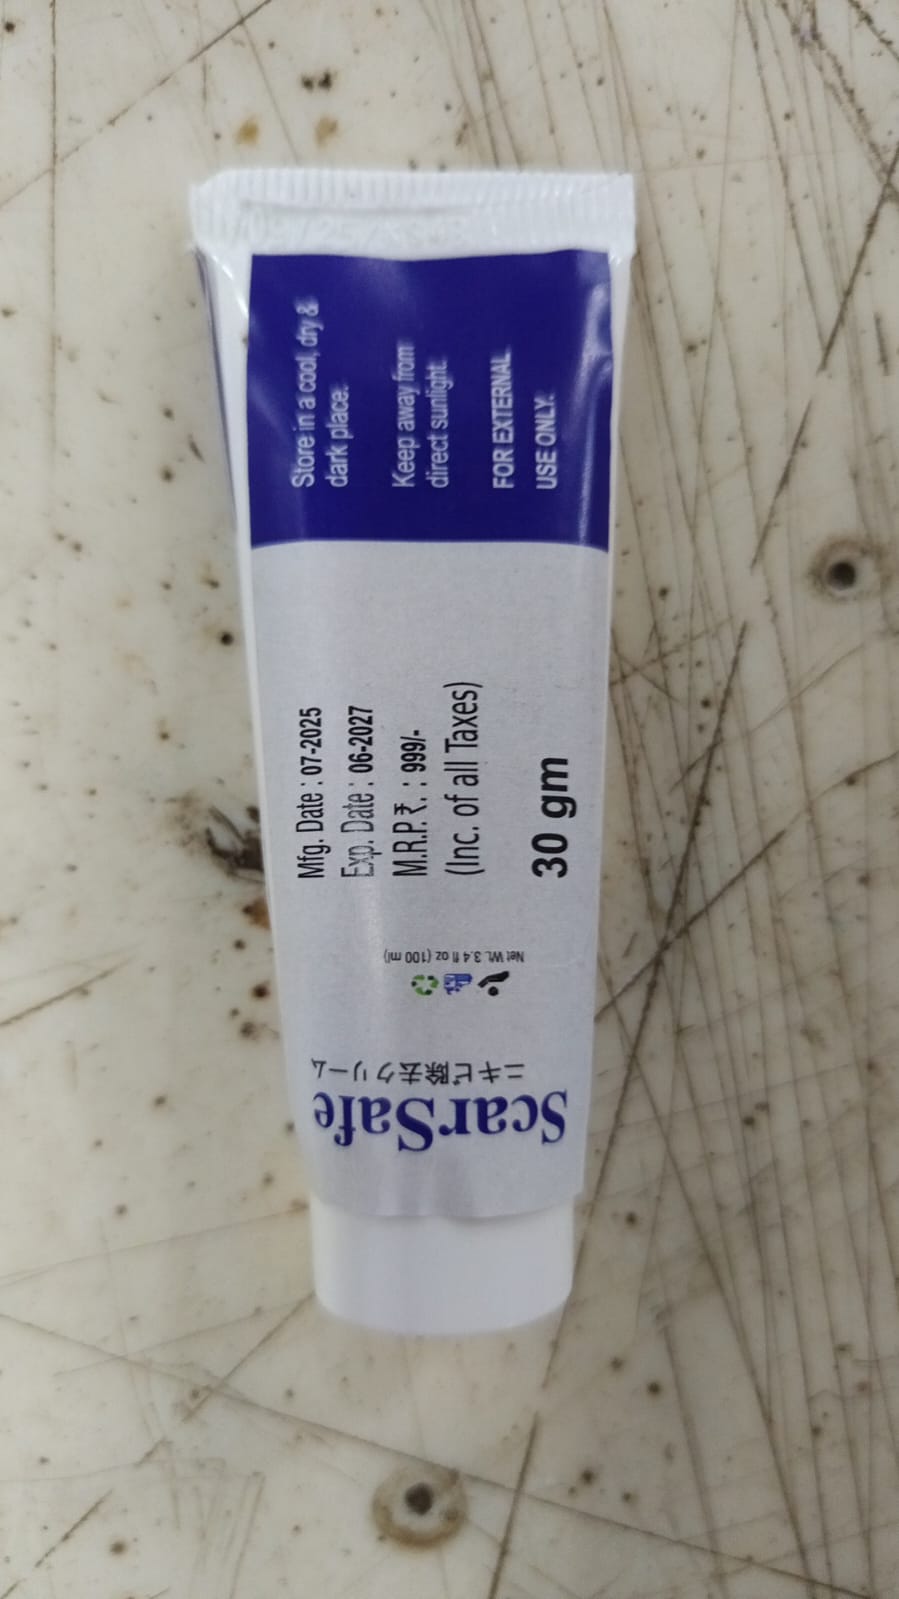 Store in a cool, dry &
dark place.
Keep away from
direct sunlight.
FOR EXTERNAL
USE ONLY.
Mfg. Date : 07-2025
Exp. Date : 06-2027
M.R.P. ₹. : 999/-
(Inc. of all Taxes)
30 gm
ScarSafe
ニキビ除去クリーム
Net Wt. 3.4 fl oz (100 ml)